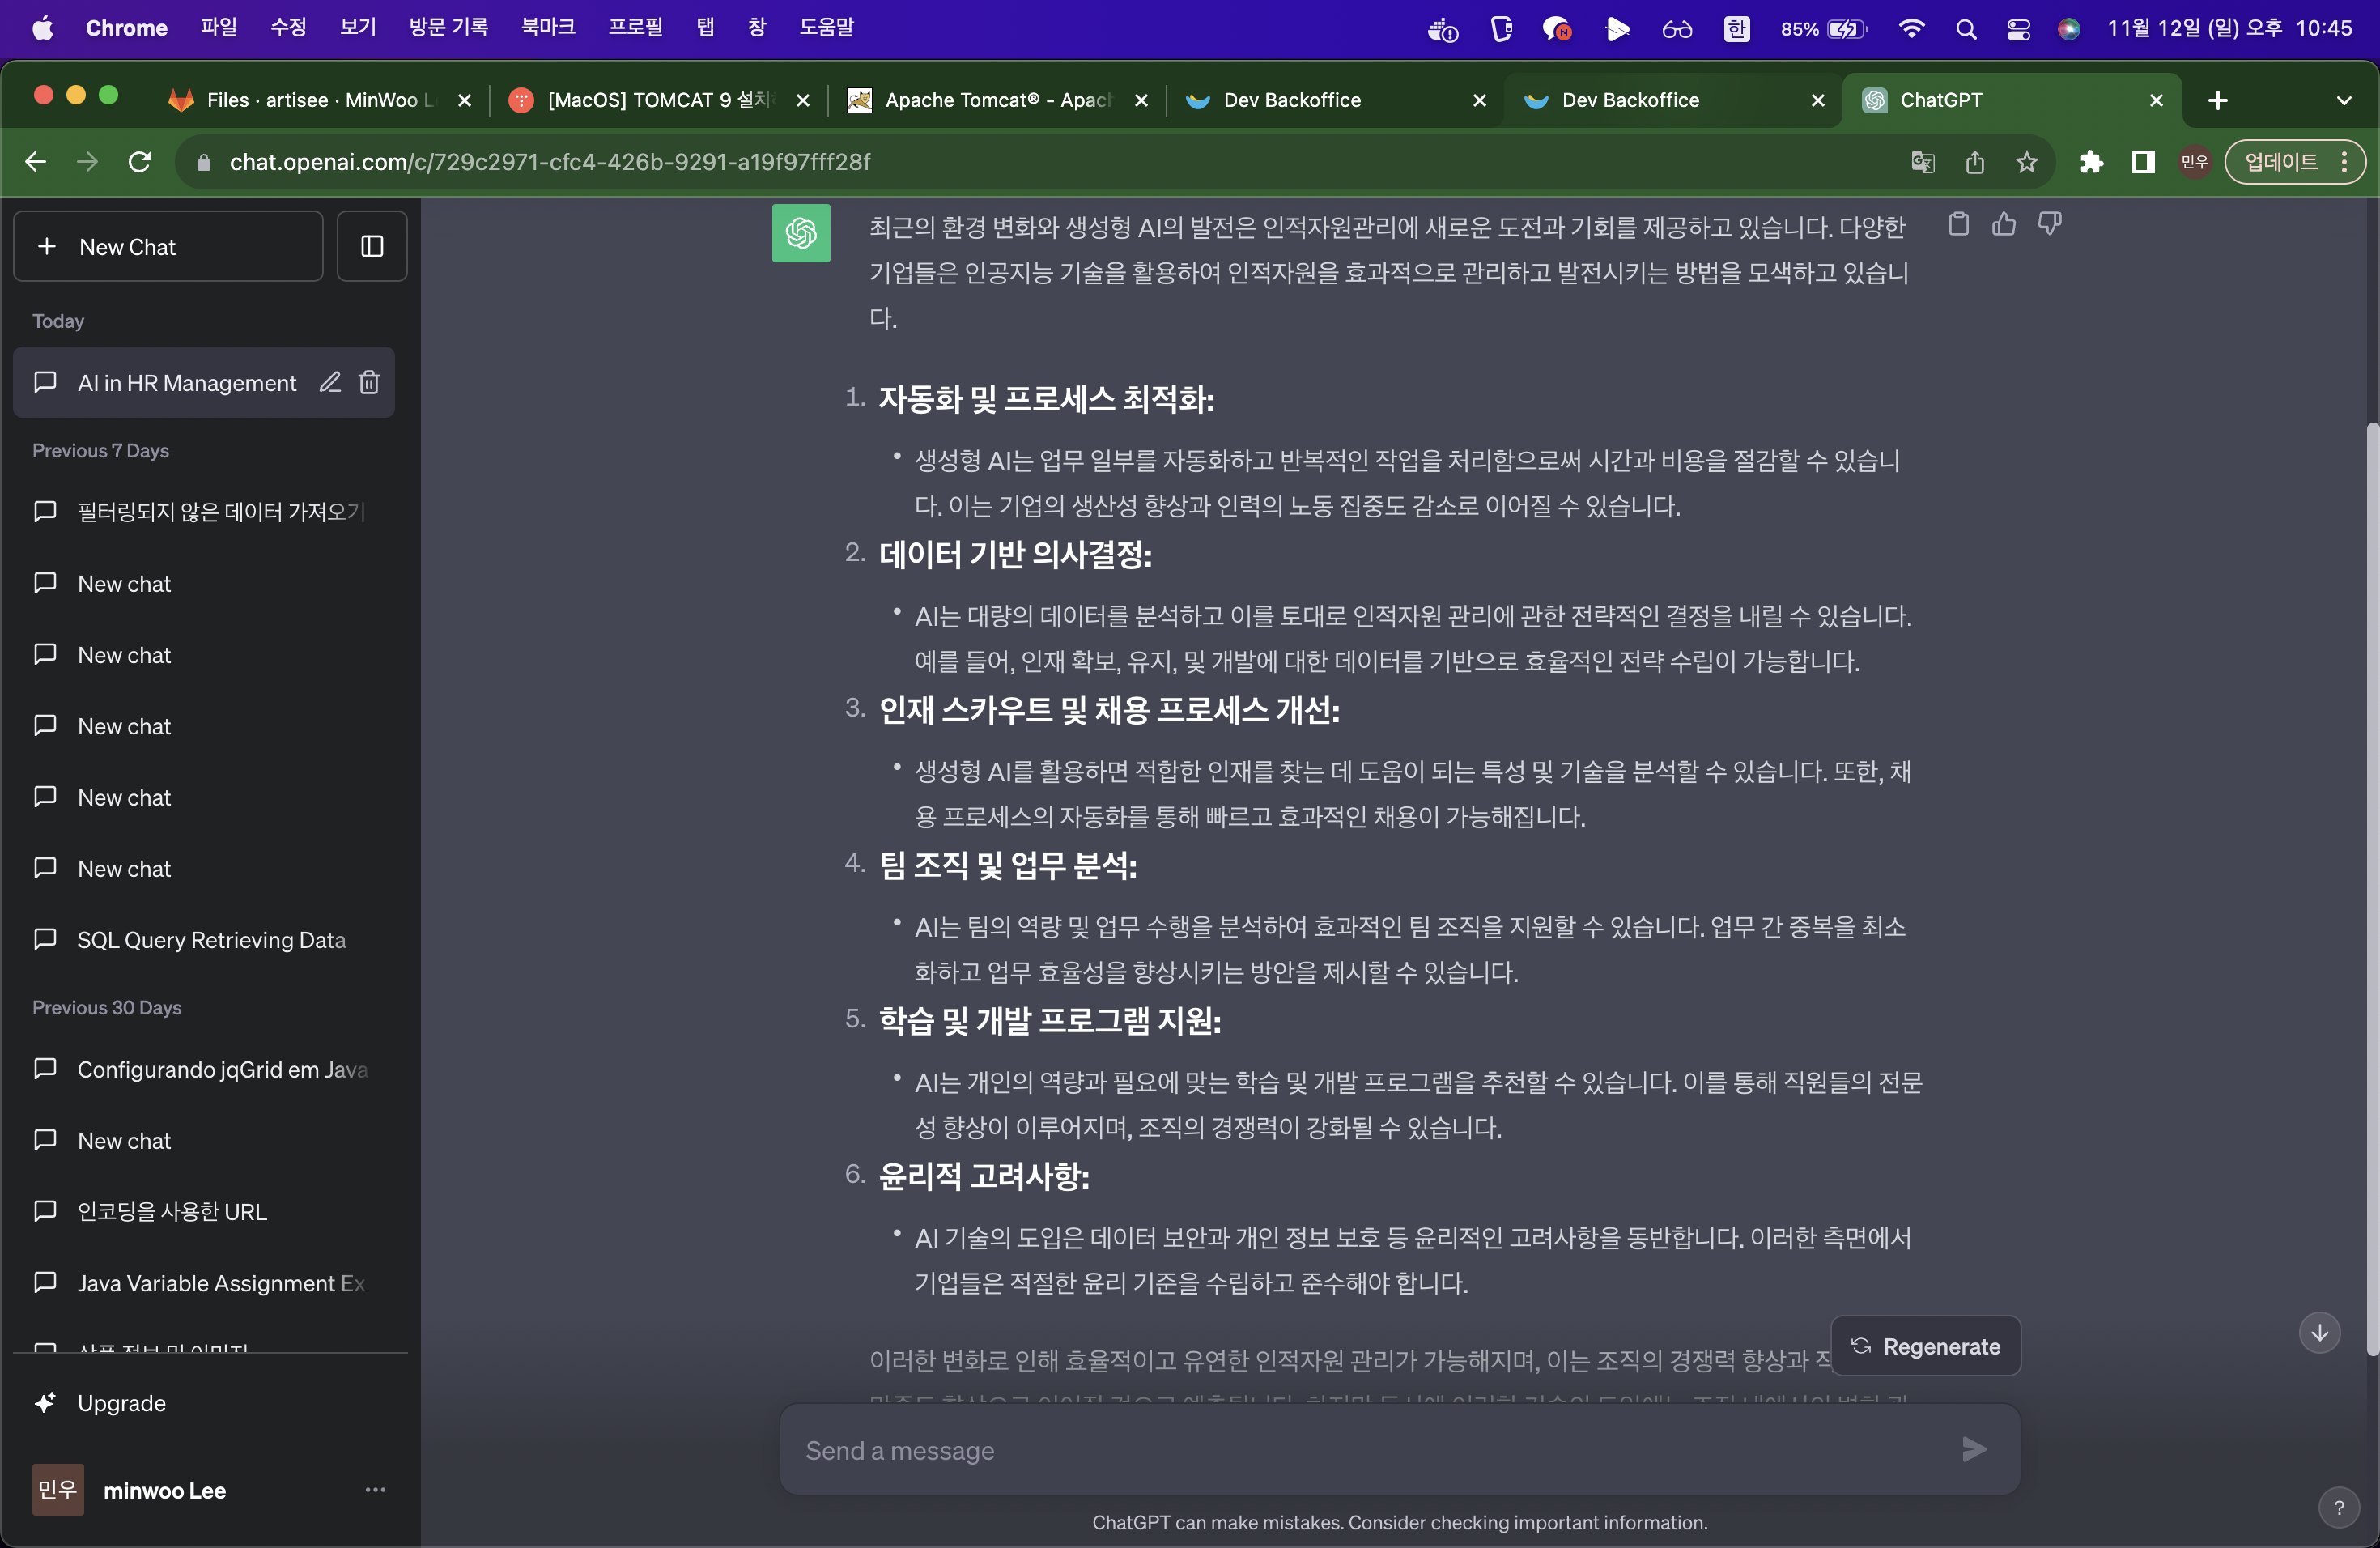 Chrome 파일 수정 보기 방문 기록 북마크 프로필 탭 창 도움말 한 85% 11월 12일 (일) 오후 10:45
Files · artisee · MinWoo L [MacOS] TOMCAT 9 설치 Apache Tomcat® - Apac Dev Backoffice Dev Backoffice ChatGPT
chat.openai.com/c/729c2971-cfc4-426b-9291-a19f97fff28f 민우 업데이트
New Chat
Today
AI in HR Management
Previous 7 Days
필터링되지 않은 데이터 가져오기
New chat
New chat
New chat
New chat
New chat
SQL Query Retrieving Data
Previous 30 Days
Configurando jqGrid em Java
New chat
인코딩을 사용한 URL
Java Variable Assignment Ex
상품 정보 및 이미지
Upgrade
민우 minwoo Lee
최근의 환경 변화와 생성형 AI의 발전은 인적자원관리에 새로운 도전과 기회를 제공하고 있습니다. 다양한
기업들은 인공지능 기술을 활용하여 인적자원을 효과적으로 관리하고 발전시키는 방법을 모색하고 있습니
다.
1. 자동화 및 프로세스 최적화:
• 생성형 AI는 업무 일부를 자동화하고 반복적인 작업을 처리함으로써 시간과 비용을 절감할 수 있습니
다. 이는 기업의 생산성 향상과 인력의 노동 집중도 감소로 이어질 수 있습니다.
2. 데이터 기반 의사결정:
• AI는 대량의 데이터를 분석하고 이를 토대로 인적자원 관리에 관한 전략적인 결정을 내릴 수 있습니다.
예를 들어, 인재 확보, 유지, 및 개발에 대한 데이터를 기반으로 효율적인 전략 수립이 가능합니다.
3. 인재 스카우트 및 채용 프로세스 개선:
• 생성형 AI를 활용하면 적합한 인재를 찾는 데 도움이 되는 특성 및 기술을 분석할 수 있습니다. 또한, 채
용 프로세스의 자동화를 통해 빠르고 효과적인 채용이 가능해집니다.
4. 팀 조직 및 업무 분석:
• AI는 팀의 역량 및 업무 수행을 분석하여 효과적인 팀 조직을 지원할 수 있습니다. 업무 간 중복을 최소
화하고 업무 효율성을 향상시키는 방안을 제시할 수 있습니다.
5. 학습 및 개발 프로그램 지원:
• AI는 개인의 역량과 필요에 맞는 학습 및 개발 프로그램을 추천할 수 있습니다. 이를 통해 직원들의 전문
성 향상이 이루어지며, 조직의 경쟁력이 강화될 수 있습니다.
6. 윤리적 고려사항:
• AI 기술의 도입은 데이터 보안과 개인 정보 보호 등 윤리적인 고려사항을 동반합니다. 이러한 측면에서
기업들은 적절한 윤리 기준을 수립하고 준수해야 합니다.
이러한 변화로 인해 효율적이고 유연한 인적자원 관리가 가능해지며, 이는 조직의 경쟁력 향상과
Regenerate
Send a message
ChatGPT can make mistakes. Consider checking important information.
?